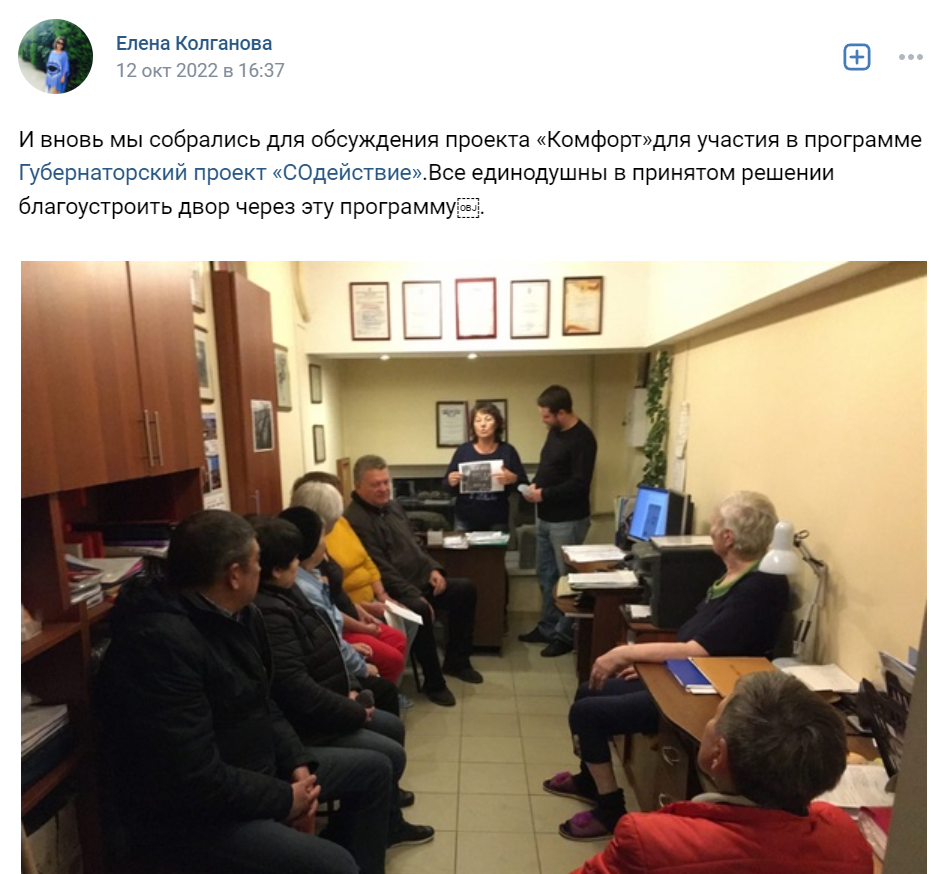 Елена Колганова
12 окт 2022 в 16:37
И вновь мы собрались для обсуждения проекта «Комфорт»для участия в программе
Губернаторский проект «СОдействие».Все единодушны в принятом решении
благоустроить двор через эту программу￼.